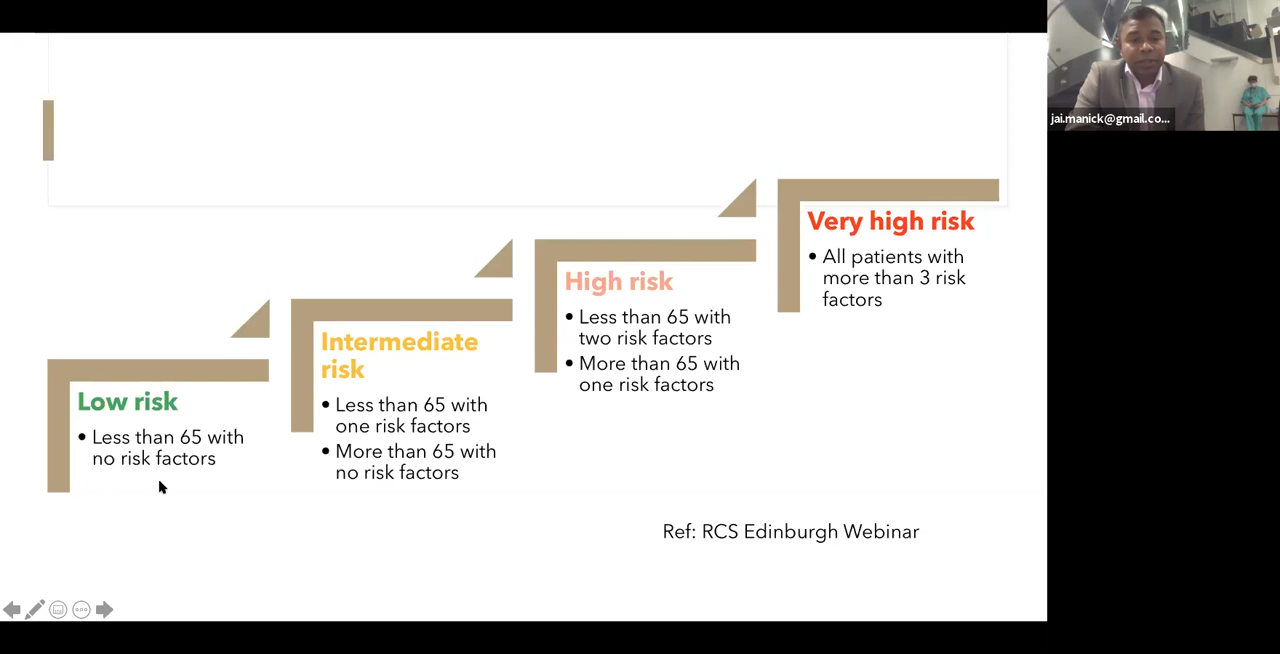 jai.manick@gmail.co...
Very high risk
• All patients with
more than 3 risk
factors
High risk
• Less than 65 with
two risk factors
• More than 65 with
one risk factors
Intermediate
risk
• Less than 65 with
one risk factors
• More than 65 with
no risk factors
Low risk
• Less than 65 with
no risk factors
Ref: RCS Edinburgh Webinar